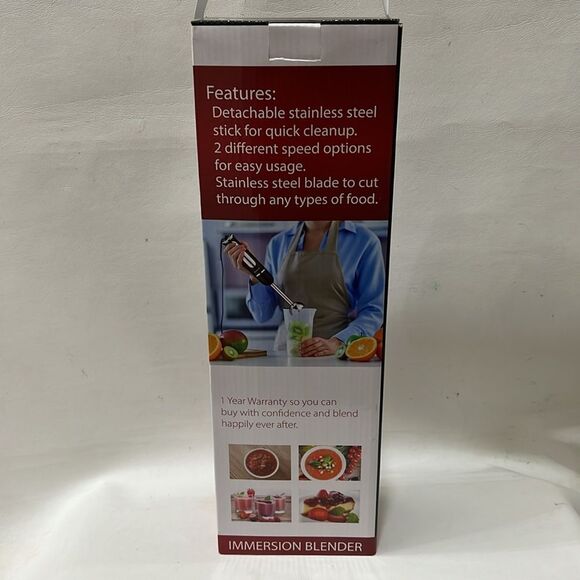 Features:
Detachable stainless steel
stick for quick cleanup.
2 different speed options
for easy usage.
Stainless steel blade to cut
through any types of food.
1 Year Warranty so you can
buy with confidence and blend
happily ever after.
IMMERSION BLENDER